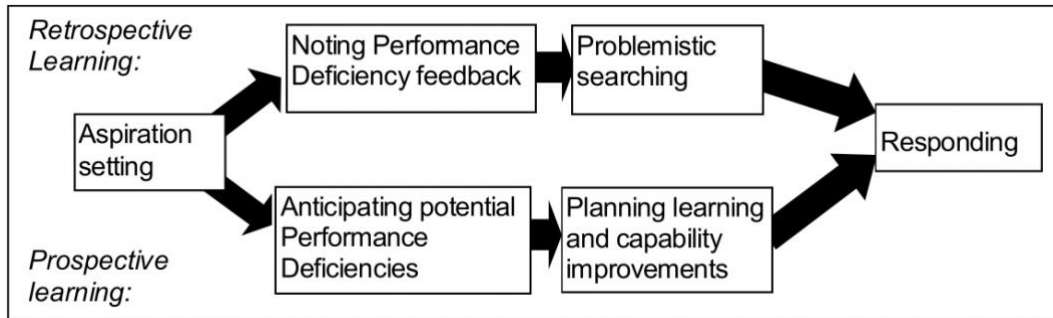 Retrospective
Learning:
Noting Performance
Deficiency feedback
Problemistic
searching
Aspiration
setting
Responding
Anticipating potential
Performance
Deficiencies
Planning learning
and capability
improvements
Prospective
learning: